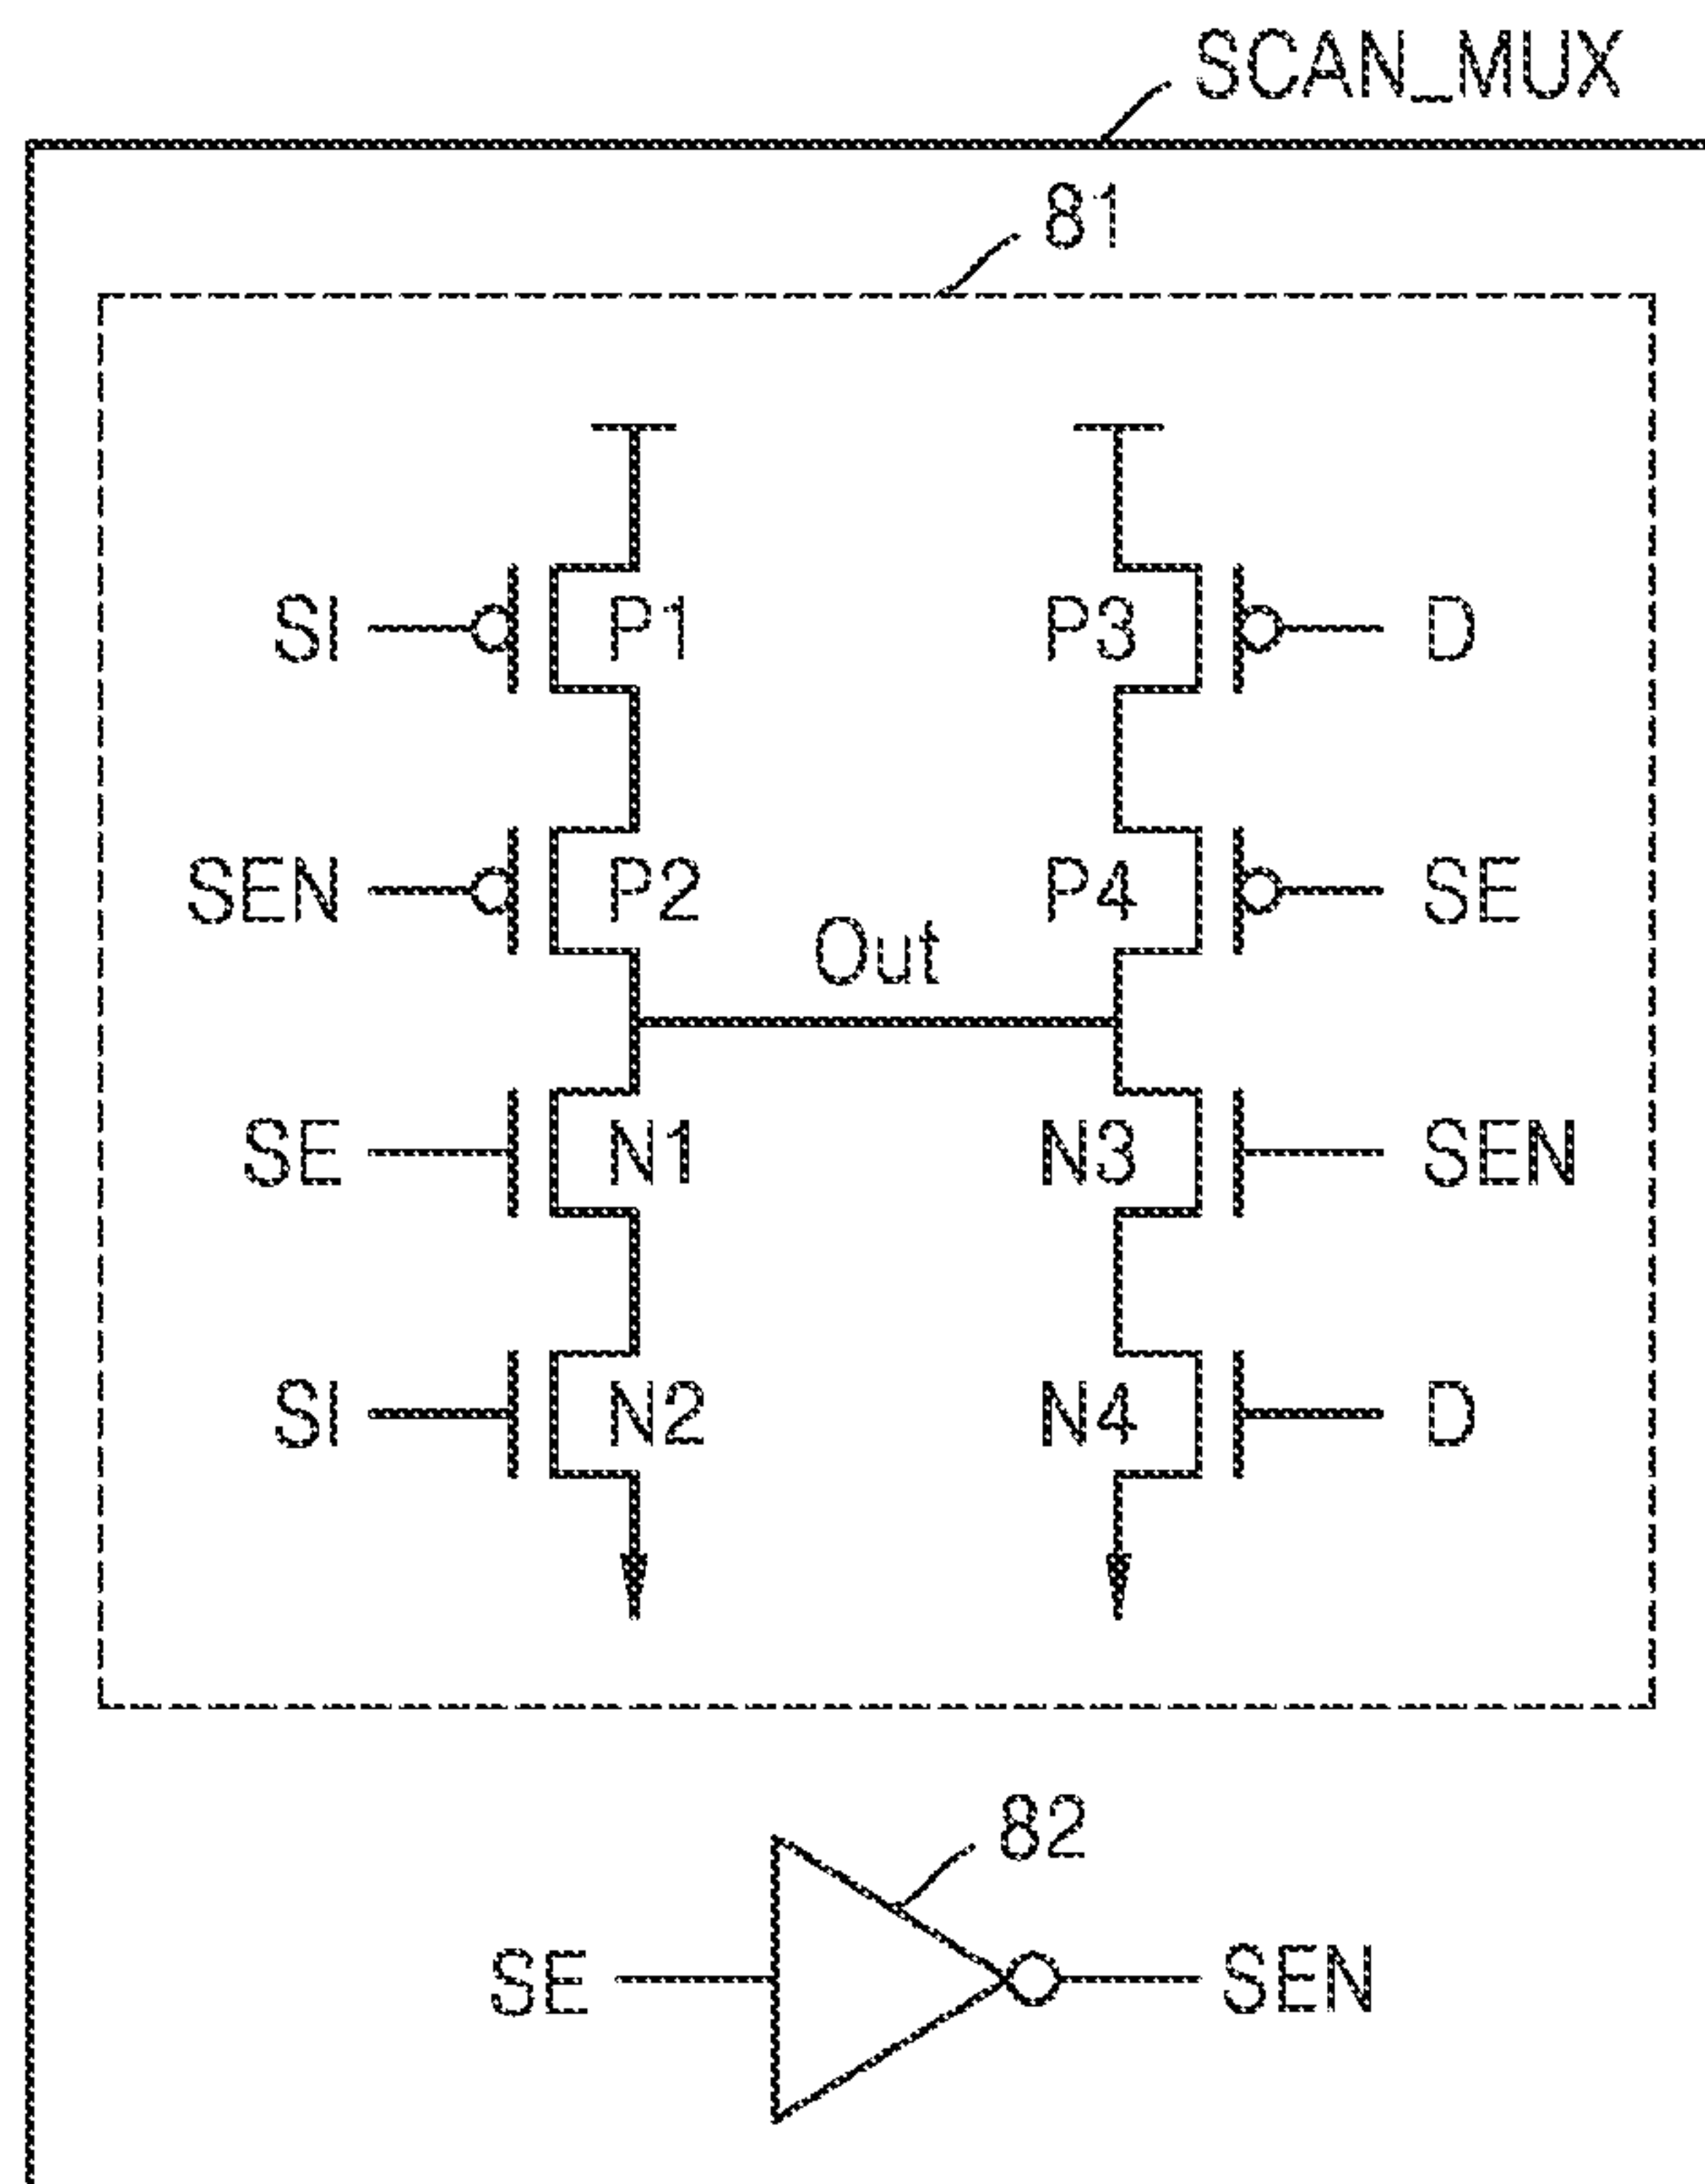 SCAN_MUX
81
SI P1 P3 D
SEN P2 P4 SE
Out
SE N1 N3 SEN
SI N2 N4 D
82
SE SEN